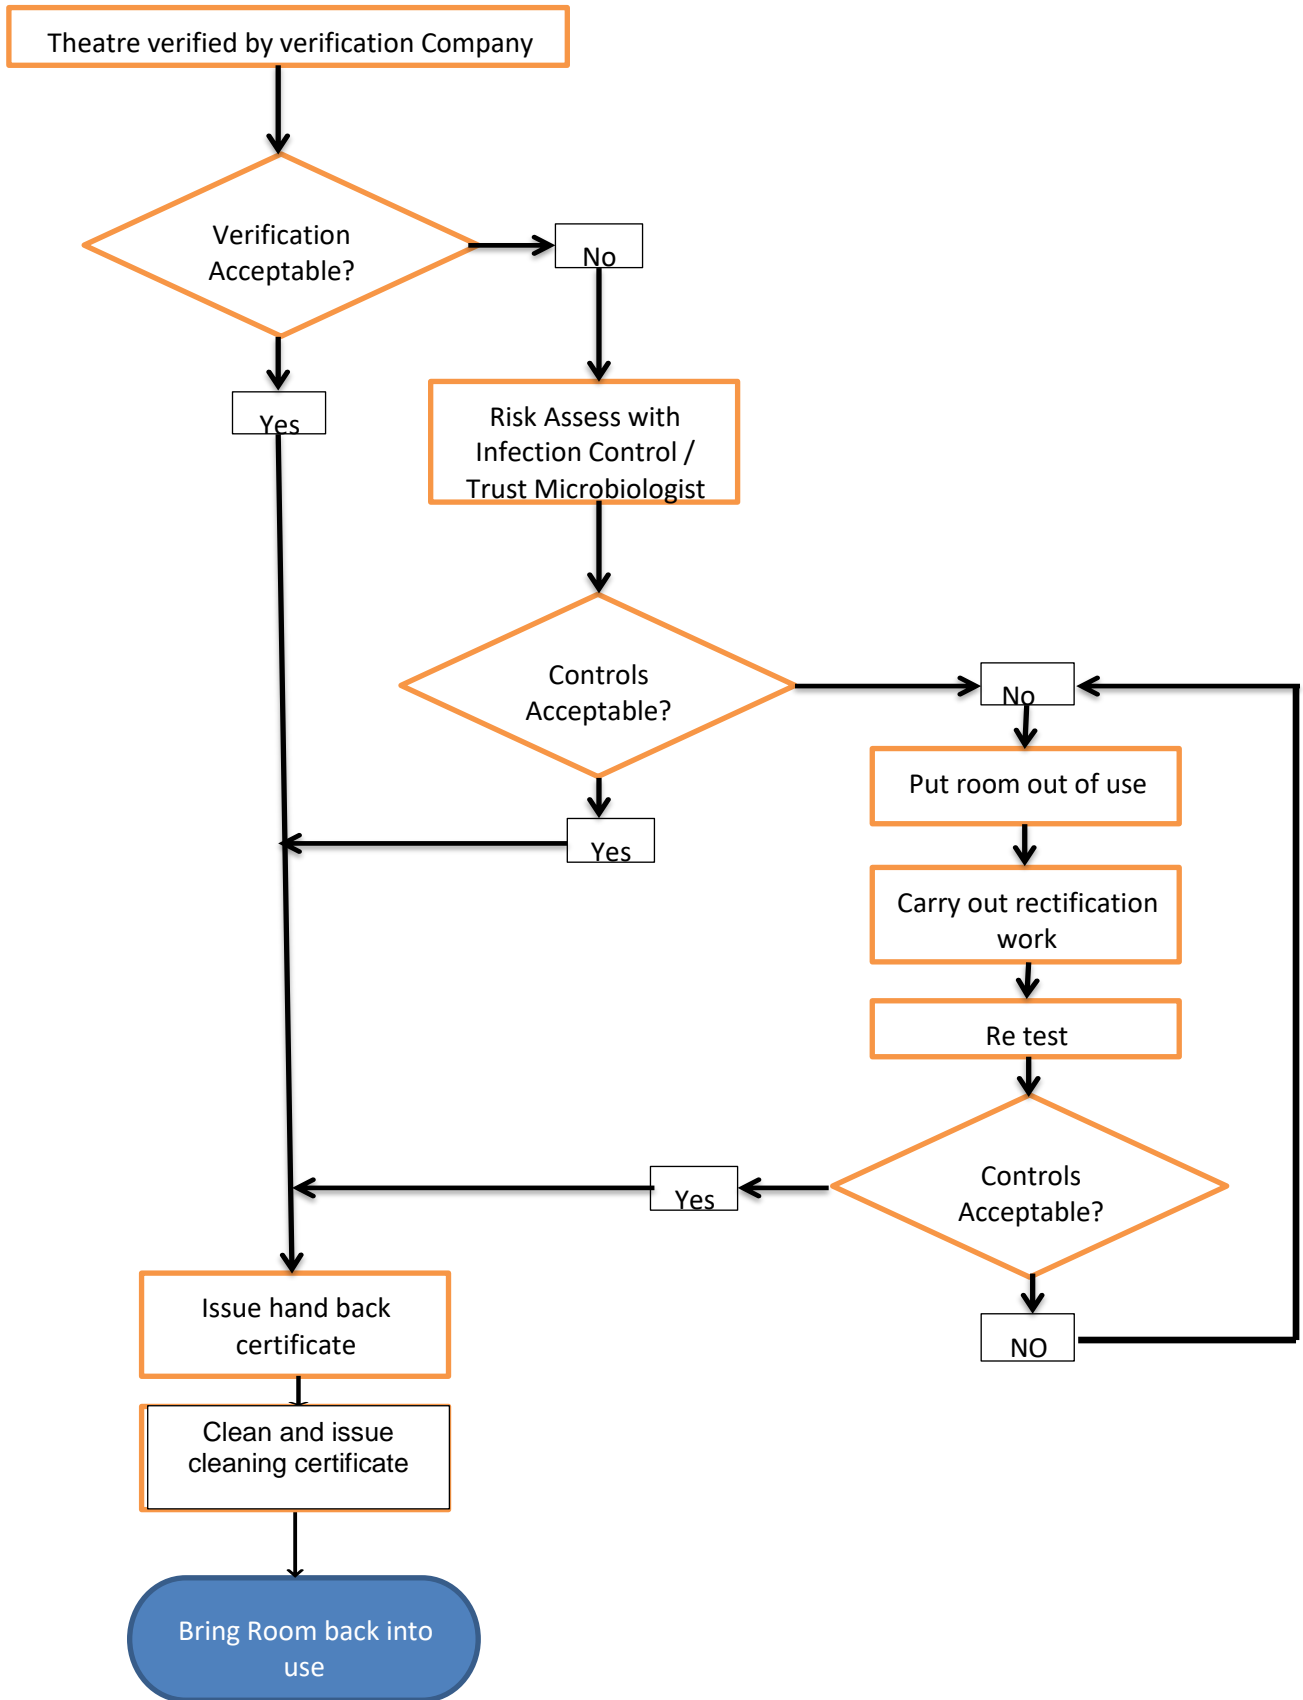 Theatre verified by verification Company
Verification
Acceptable?
No
Yes
Risk Assess with
Infection Control /
Trust Microbiologist
Controls
Acceptable?
No
Yes
Put room out of use
Carry out rectification
work
Re test
Controls
Acceptable?
Yes
NO
Issue hand back
certificate
Clean and issue
cleaning certificate
Bring Room back into
use